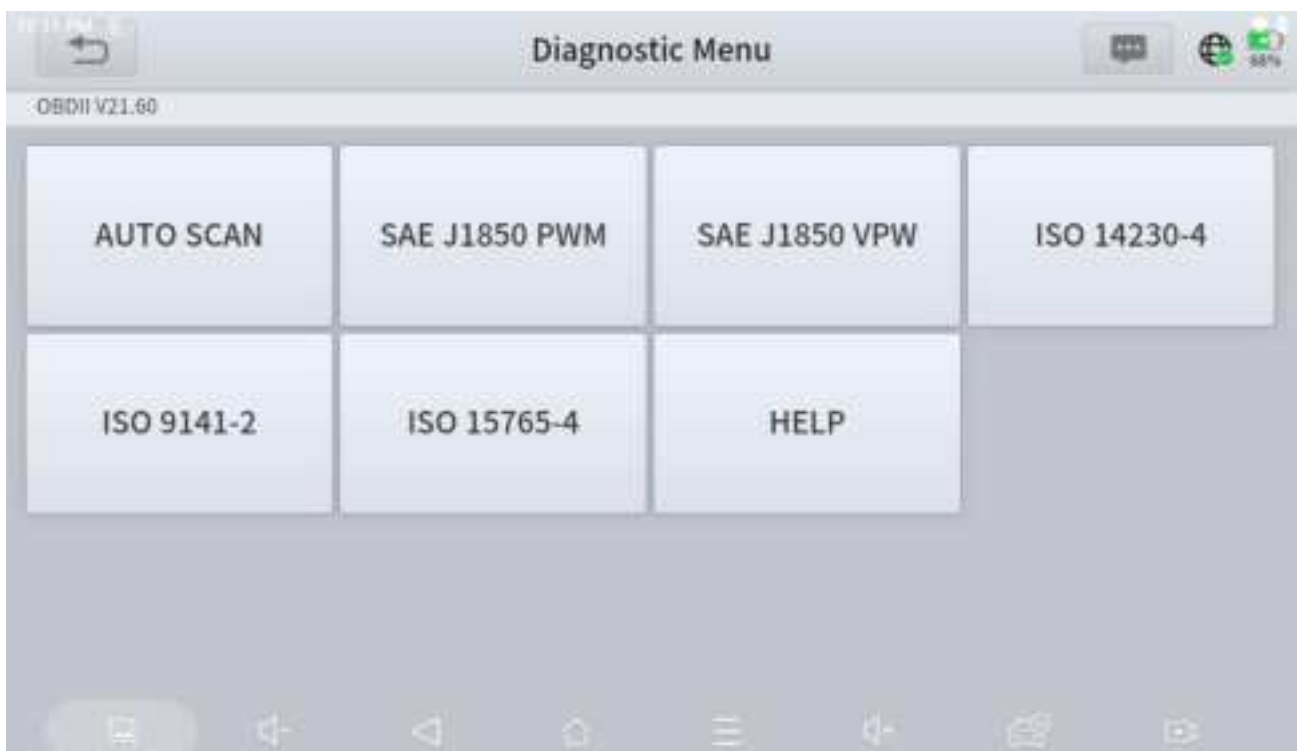 Diagnostic Menu
OBDII V21.60
AUTO SCAN
SAE J1850 PWM
SAE J1850 VPW
ISO 14230-4
ISO 9141-2
ISO 15765-4
HELP